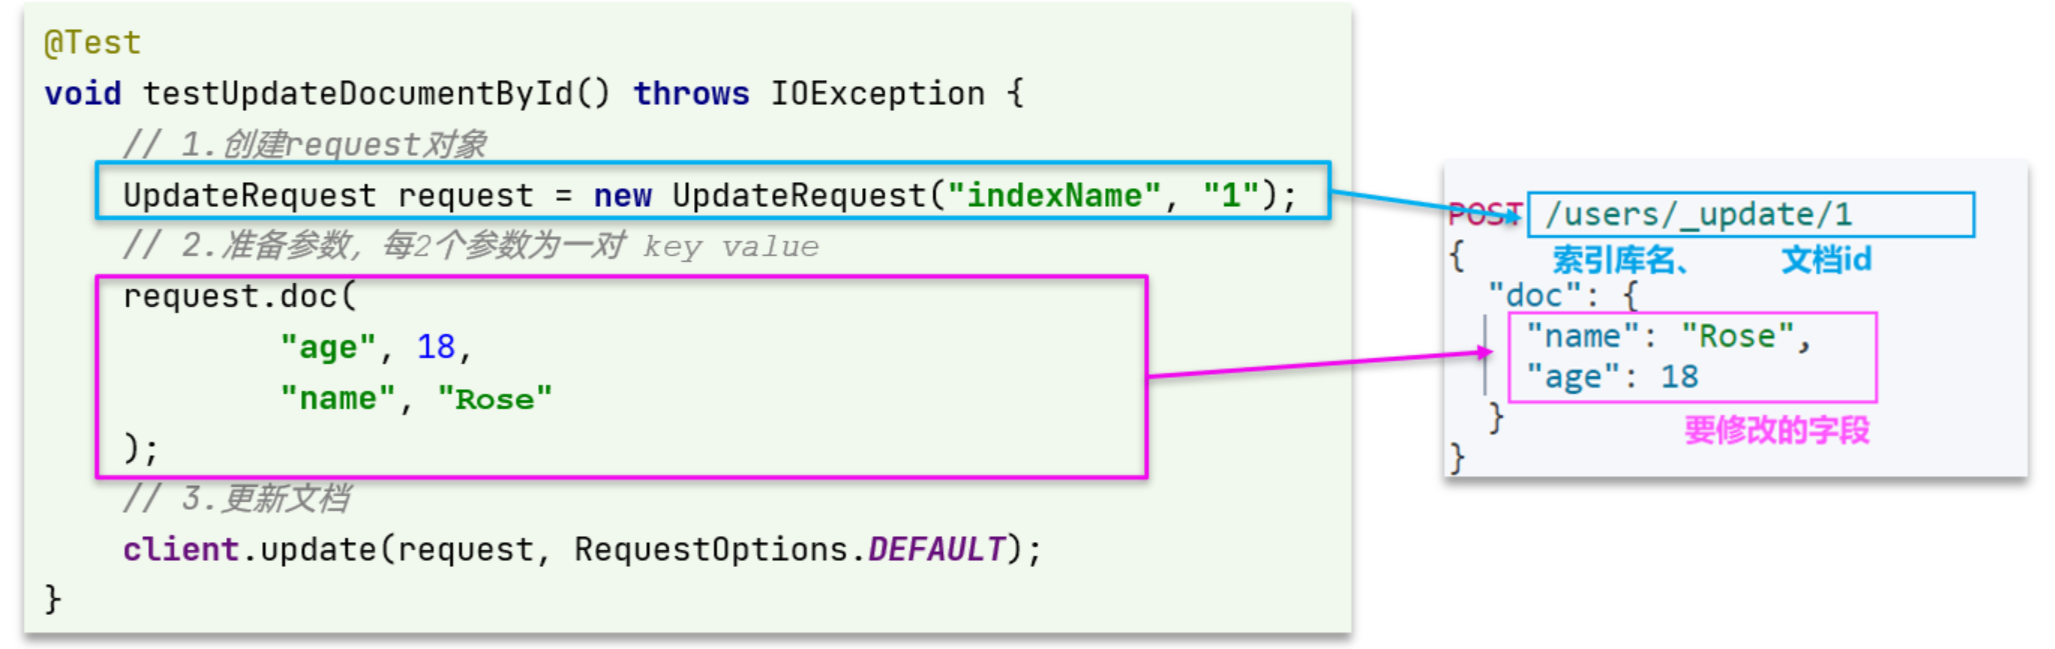 @Test
void testUpdateDocumentById() throws IOException {
// 1.创建request对象
UpdateRequest request = new UpdateRequest("indexName", "1");
// 2.准备参数，每2个参数为一对 key value
request.doc(
"age", 18,
"name", "Rose"
);
// 3.更新文档
client.update(request, RequestOptions.DEFAULT);
}
POST /users/_update/1
索引库名、 文档id
{
"doc": {
"name": "Rose",
"age": 18
}
要修改的字段
}